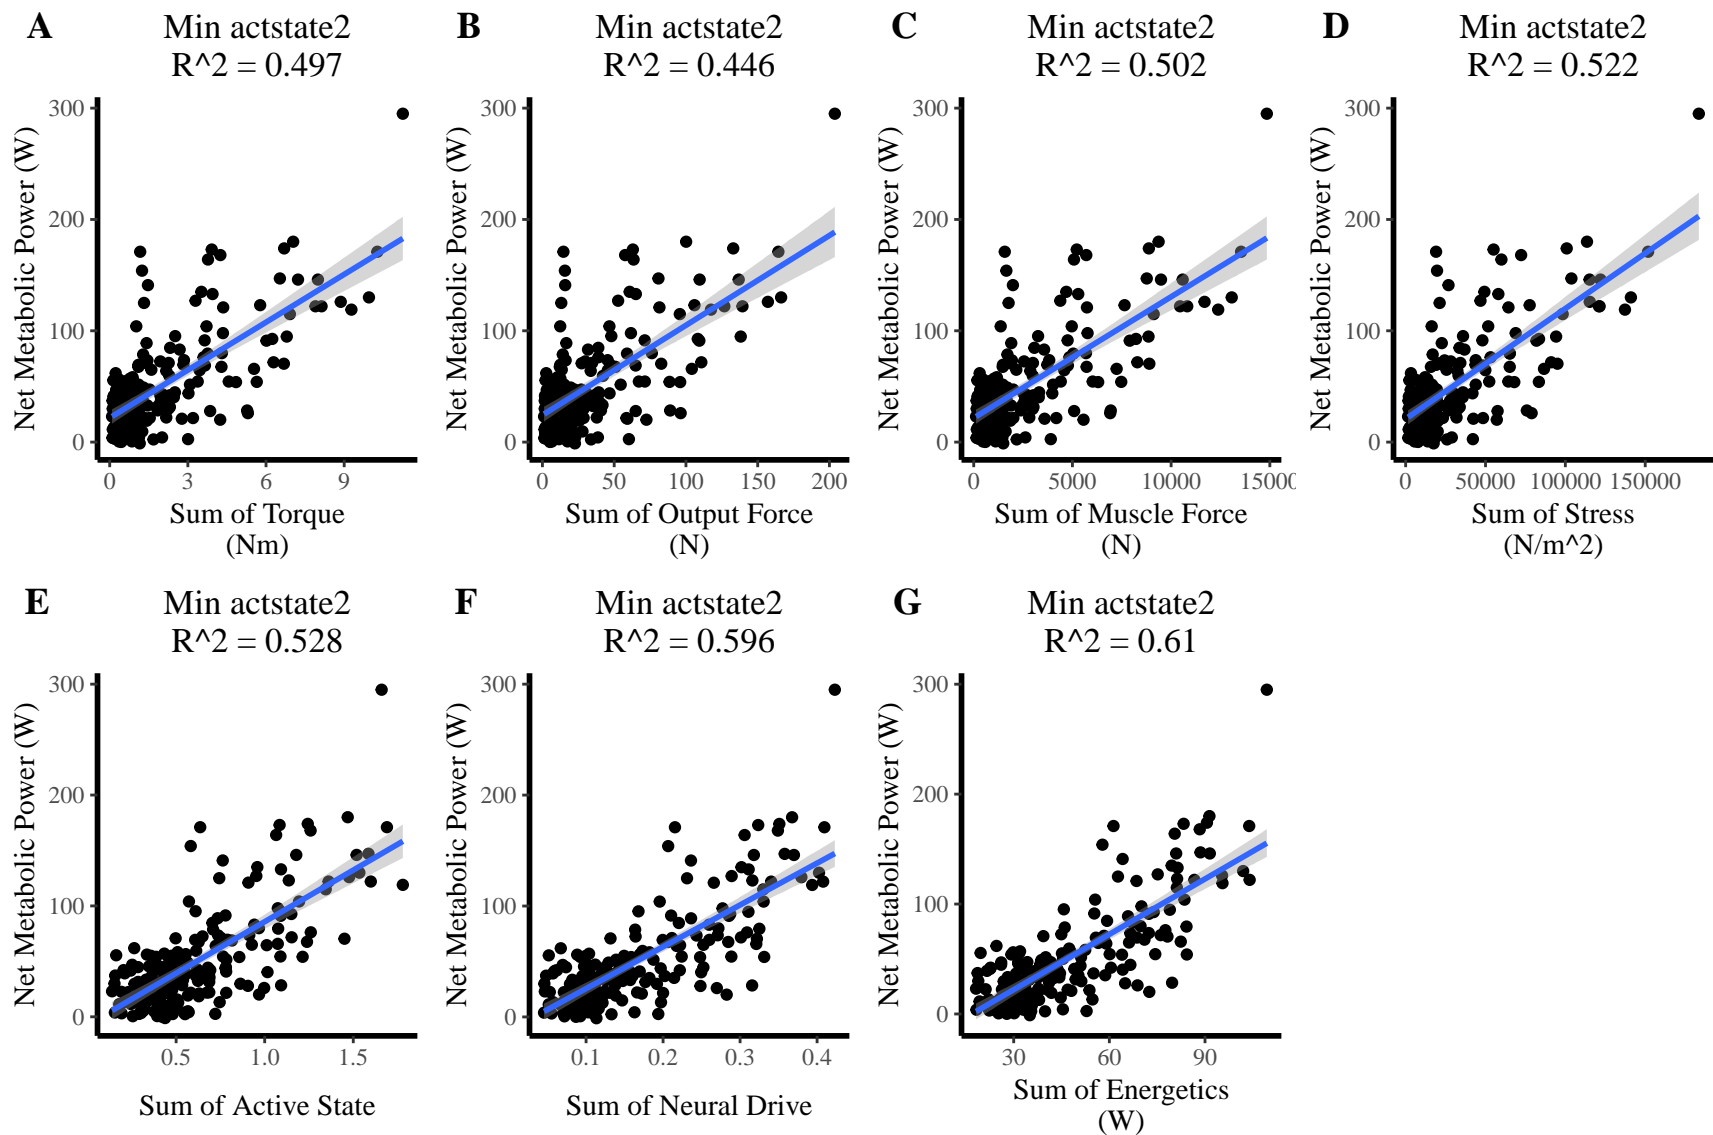 A
Min actstate2
R^2 = 0.497
300
200
100
0
Net Metabolic Power (W)
0 3 6 9
Sum of Torque
(Nm)
B
Min actstate2
R^2 = 0.446
300
200
100
0
Net Metabolic Power (W)
0 50 100 150 200
Sum of Output Force
(N)
C
Min actstate2
R^2 = 0.502
300
200
100
0
Net Metabolic Power (W)
0 5000 10000 15000
Sum of Muscle Force
(N)
D
Min actstate2
R^2 = 0.522
300
200
100
0
Net Metabolic Power (W)
0 50000 100000 150000
Sum of Stress
(N/m^2)
E
Min actstate2
R^2 = 0.528
300
200
100
0
Net Metabolic Power (W)
0.5 1.0 1.5
Sum of Active State
F
Min actstate2
R^2 = 0.596
300
200
100
0
Net Metabolic Power (W)
0.1 0.2 0.3 0.4
Sum of Neural Drive
G
Min actstate2
R^2 = 0.61
300
200
100
0
Net Metabolic Power (W)
30 60 90
Sum of Energetics
(W)